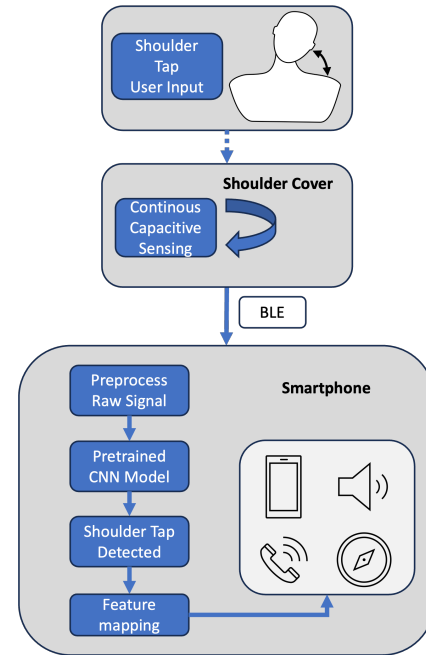 Shoulder
Tap
User Input
Shoulder Cover
Continous
Capacitive
Sensing
BLE
Smartphone
Preprocess
Raw Signal
Pretrained
CNN Model
Shoulder Tap
Detected
Feature
mapping